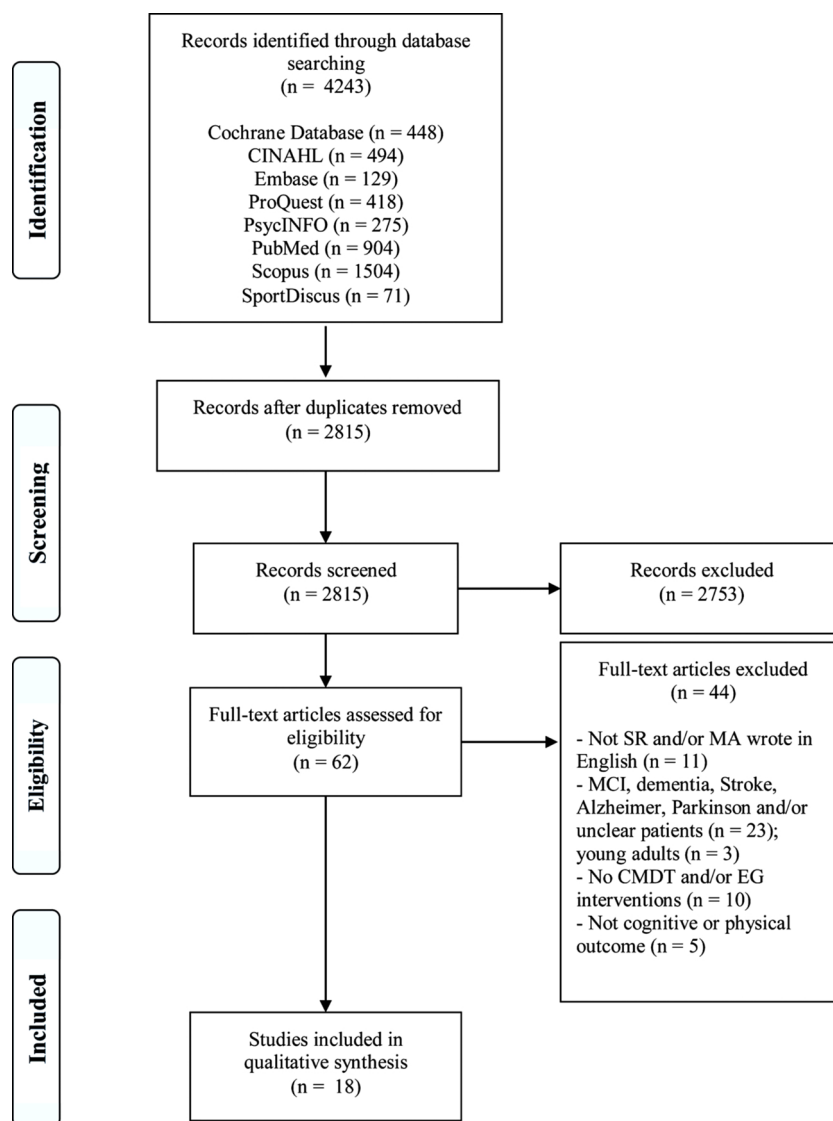 Identification
Records identified through database
searching
(n = 4243)
Cochrane Database (n = 448)
CINAHL (n = 494)
Embase (n = 129)
ProQuest (n = 418)
PsycINFO (n = 275)
PubMed (n = 904)
Scopus (n = 1504)
SportDiscus (n = 71)
Screening
Records after duplicates removed
(n = 2815)
Records screened
(n = 2815)
Records excluded
(n = 2753)
Eligibility
Full-text articles assessed for
eligibility
(n = 62)
Full-text articles excluded
(n = 44)
- Not SR and/or MA wrote in
English (n = 11)
- MCI, dementia, Stroke,
Alzheimer, Parkinson and/or
unclear patients (n = 23);
young adults (n = 3)
- No CMDT and/or EG
interventions (n = 10)
- Not cognitive or physical
outcome (n = 5)
Included
Studies included in
qualitative synthesis
(n = 18)